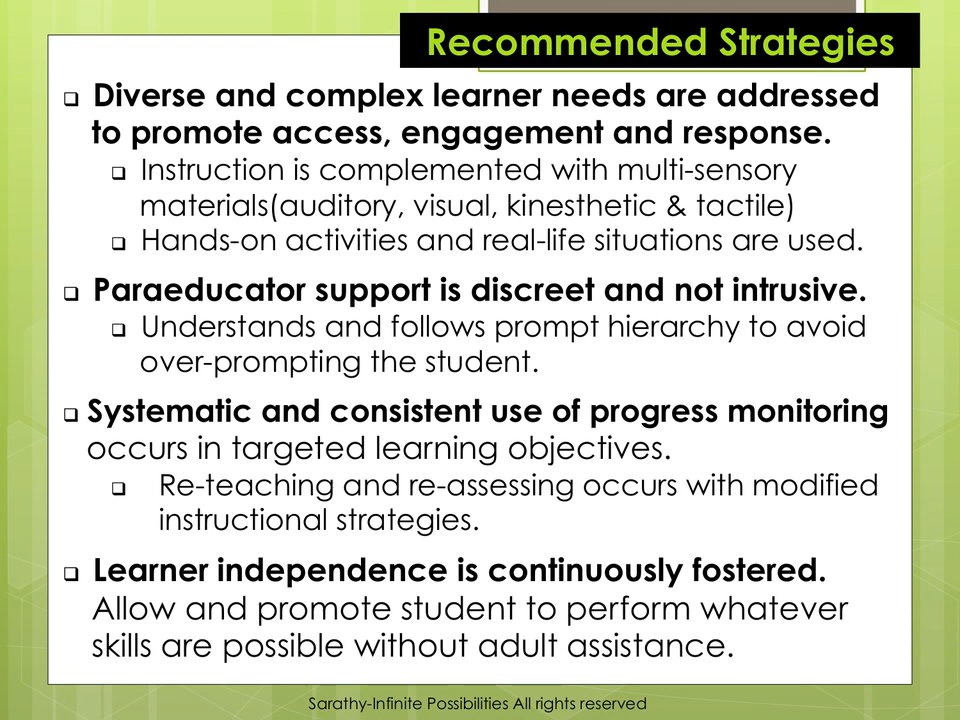 Recommended Strategies
❑ Diverse and complex learner needs are addressed
to promote access, engagement and response.
❑ Instruction is complemented with multi-sensory
materials(auditory, visual, kinesthetic & tactile)
❑ Hands-on activities and real-life situations are used.
❑ Paraeducator support is discreet and not intrusive.
❑ Understands and follows prompt hierarchy to avoid
over-prompting the student.
❑ Systematic and consistent use of progress monitoring
occurs in targeted learning objectives.
❑ Re-teaching and re-assessing occurs with modified
instructional strategies.
❑ Learner independence is continuously fostered.
Allow and promote student to perform whatever
skills are possible without adult assistance.
Sarathy-Infinite Possibilities All rights reserved